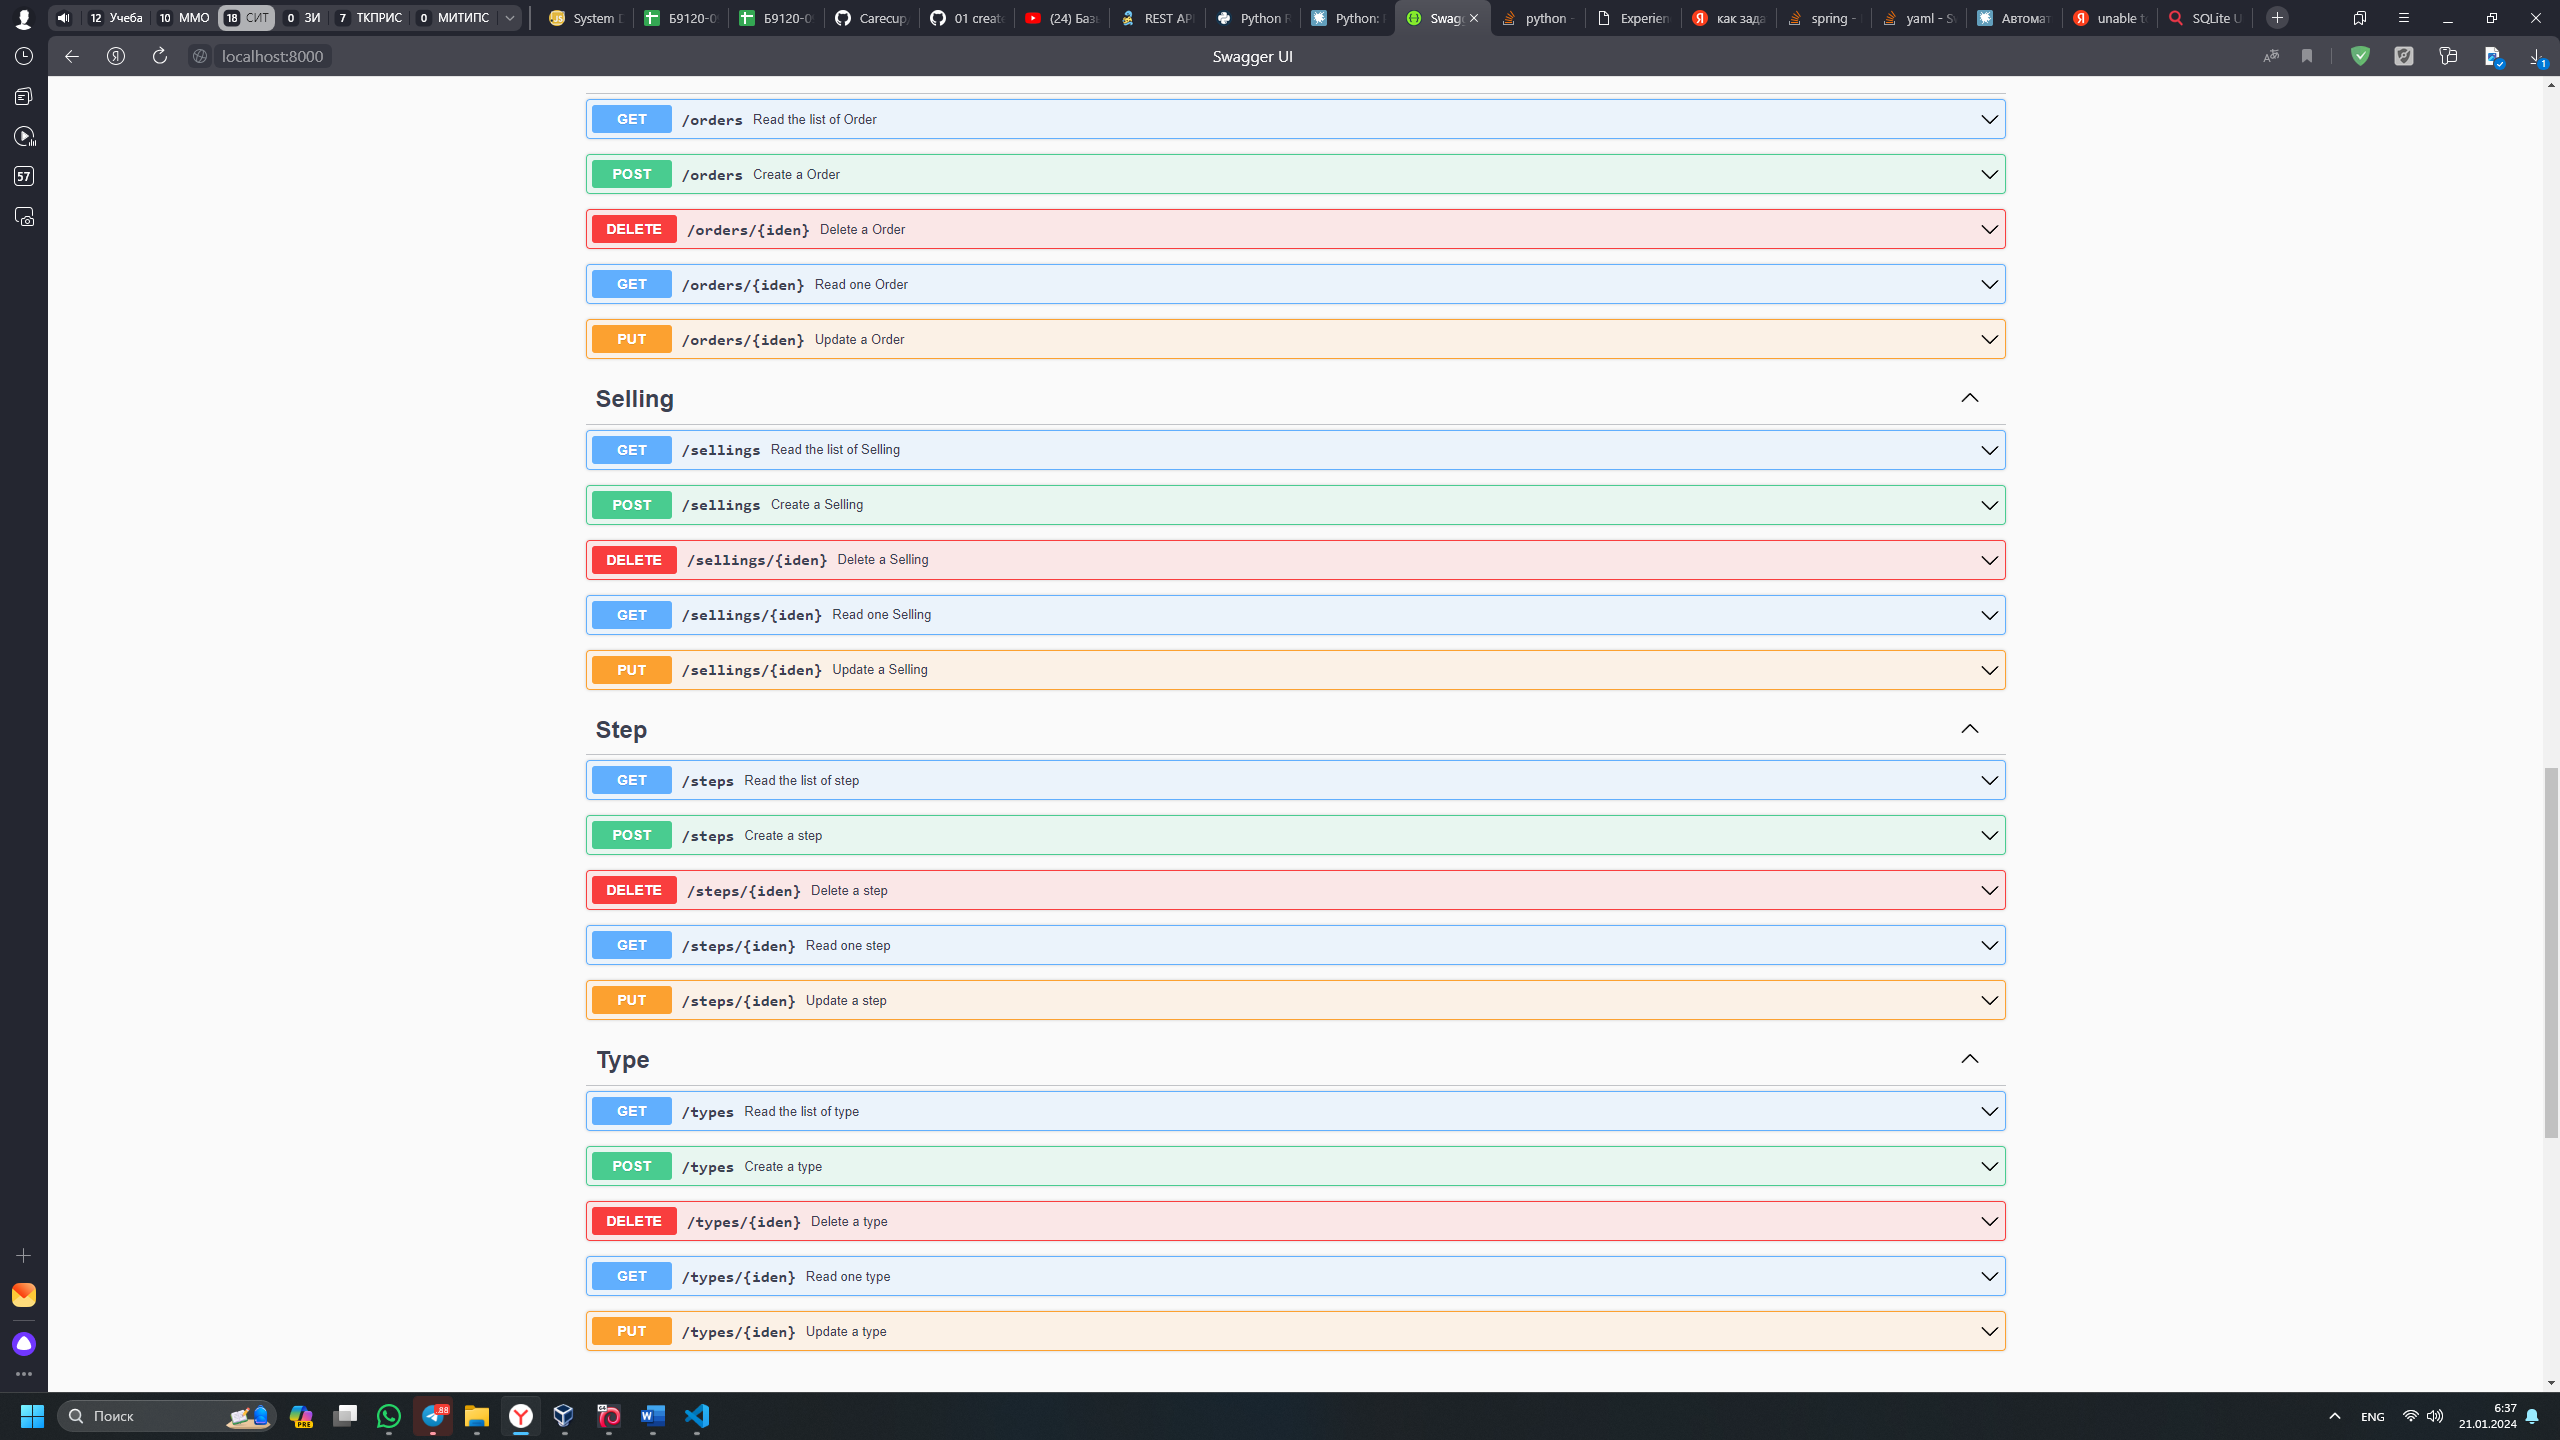 12 Учеба 10 ММО 18 СИТ 0 ЗИ 7 ТКПРИС 0 МИТИПС System D Б9120-09 Б9120-09 Carecup 01 create (24) Базы REST API Python R Python: Swagg python - Experien как зада spring - yaml - Sw Автомат unable to SQLite U
localhost:8000 Swagger UI
57
GET /orders Read the list of Order
POST /orders Create a Order
DELETE /orders/{iden} Delete a Order
GET /orders/{iden} Read one Order
PUT /orders/{iden} Update a Order
Selling
GET /sellings Read the list of Selling
POST /sellings Create a Selling
DELETE /sellings/{iden} Delete a Selling
GET /sellings/{iden} Read one Selling
PUT /sellings/{iden} Update a Selling
Step
GET /steps Read the list of step
POST /steps Create a step
DELETE /steps/{iden} Delete a step
GET /steps/{iden} Read one step
PUT /steps/{iden} Update a step
Type
GET /types Read the list of type
POST /types Create a type
DELETE /types/{iden} Delete a type
GET /types/{iden} Read one type
PUT /types/{iden} Update a type
Поиск PRE 88 ENG 6:37
21.01.2024